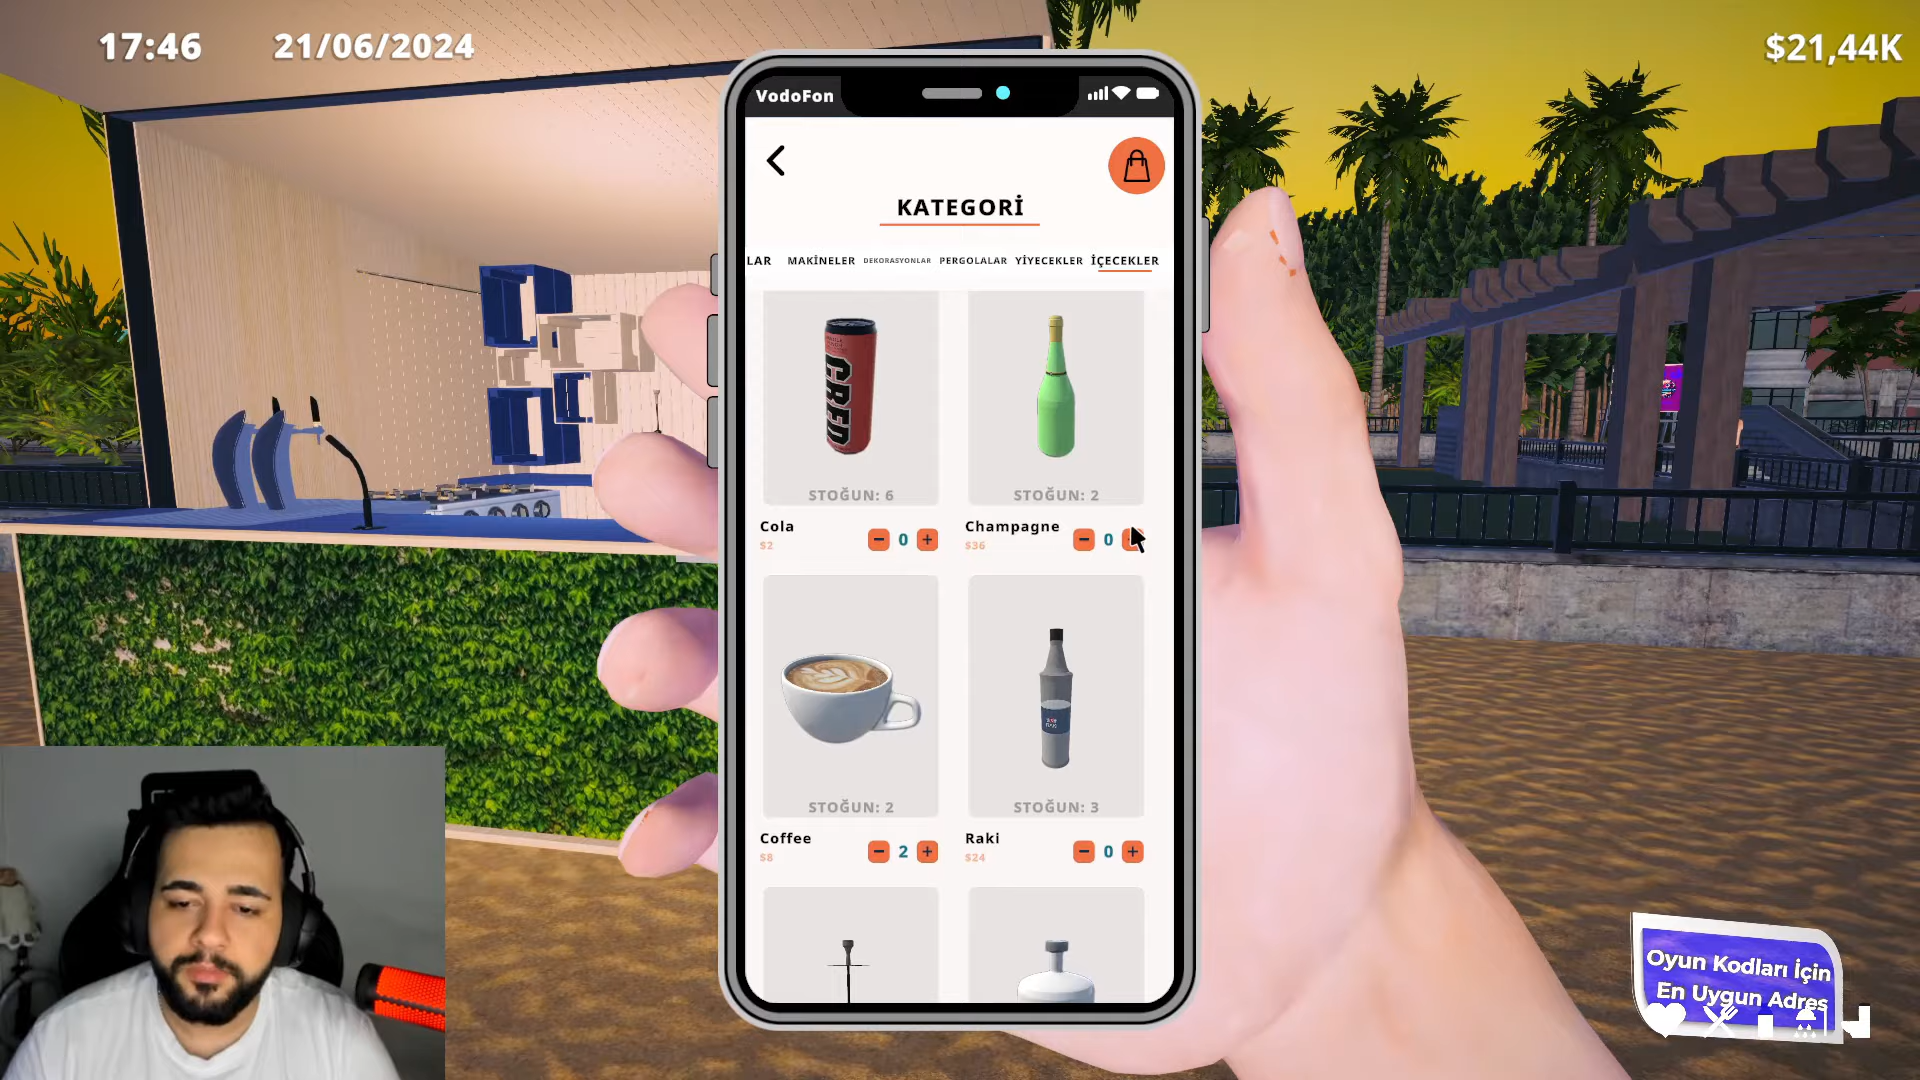 17:46 21/06/2024
$21,44K
VodoFon
KATEGORİ
LAR MAKİNELER DEKORASYONLAR PERGOLALAR YİYECEKLER İÇECEKLER
STOĞUN: 6
STOĞUN: 2
Cola
$2
0
Champagne
$36
0
STOĞUN: 2
STOĞUN: 3
Coffee
$8
2
Raki
$24
0
Oyun Kodları İçin
En Uygun Adres